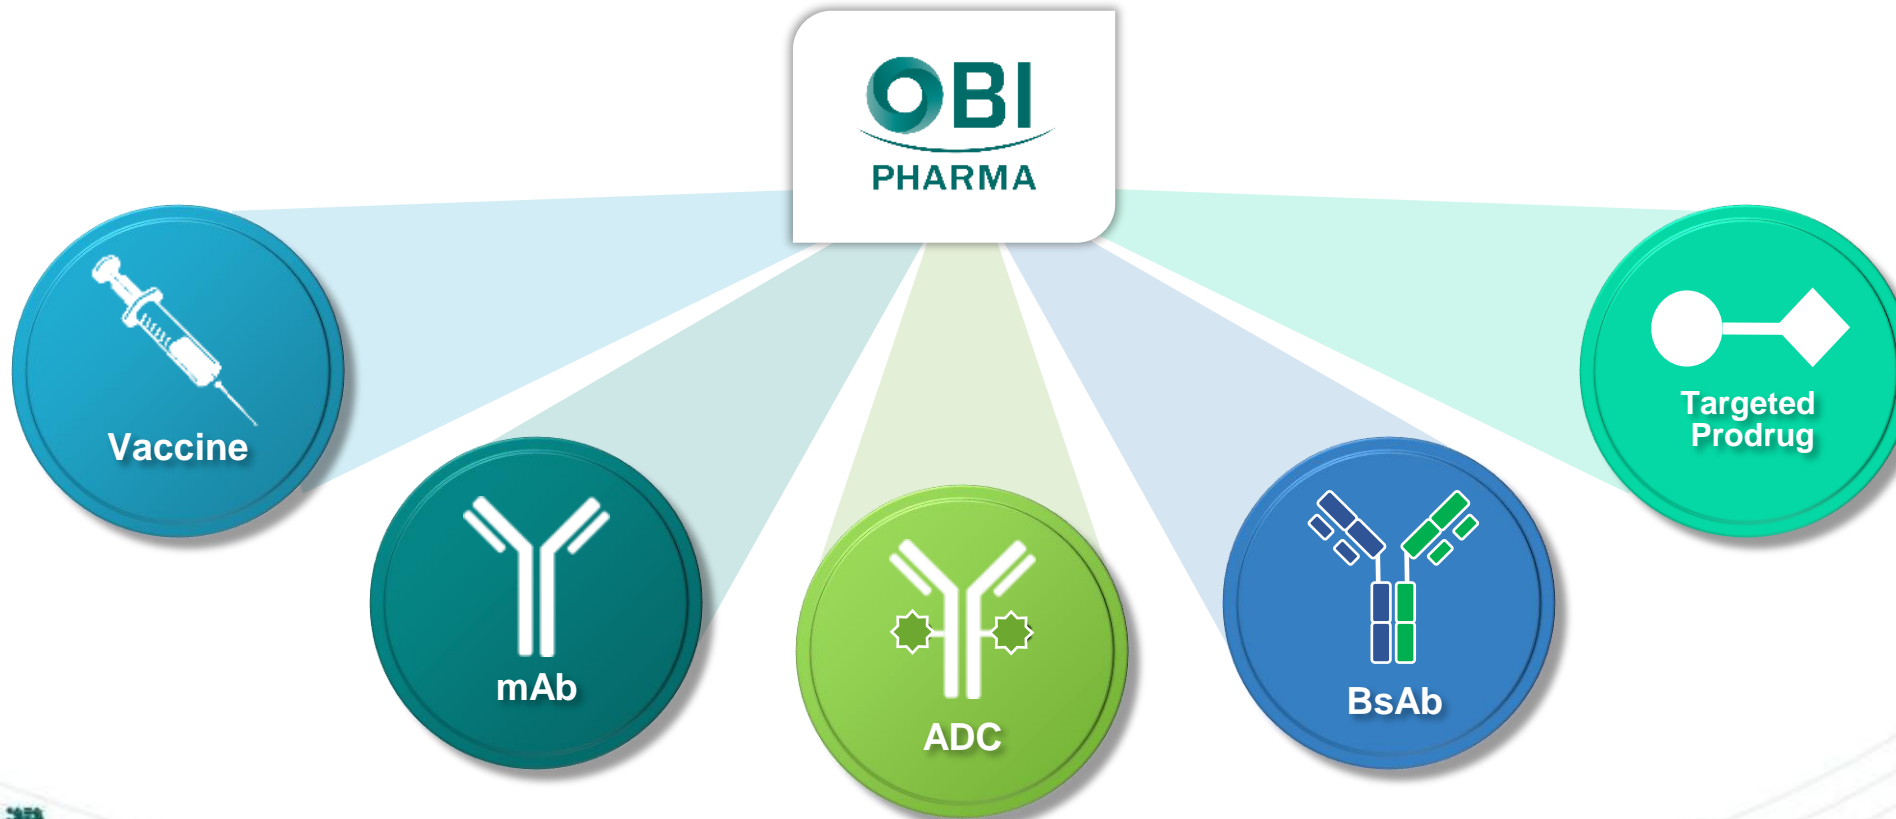 OBI
PHARMA
Vaccine
mAb
ADC
BsAb
Targeted
Prodrug